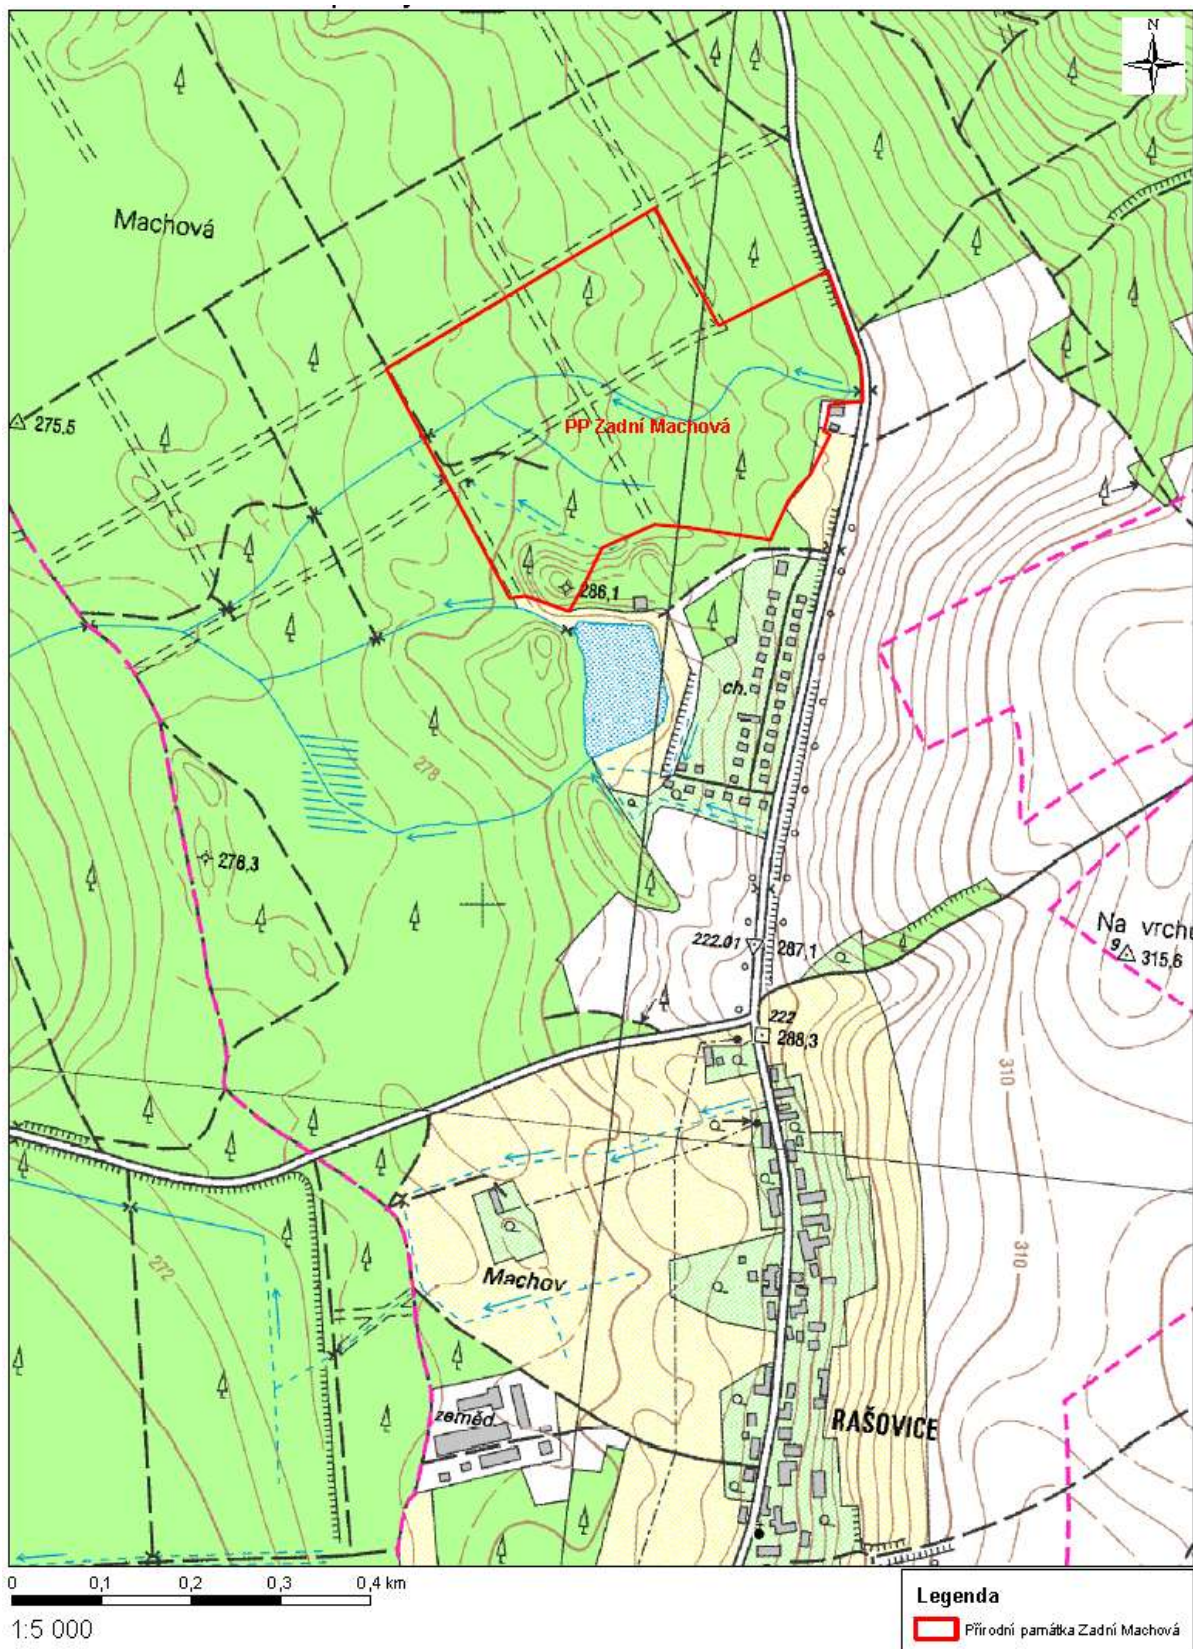 N
Machová
275,5
PP Zadní Machová
286,1
ch.
278
278,3
222.01
287,1
Na vrchu
9
315,6
222
288,3
310
310
272
Machov
zeměd.
RAŠOVICE
0 0,1 0,2 0,3 0,4 km
1:5 000
Legenda
Přírodní památka Zadní Machová